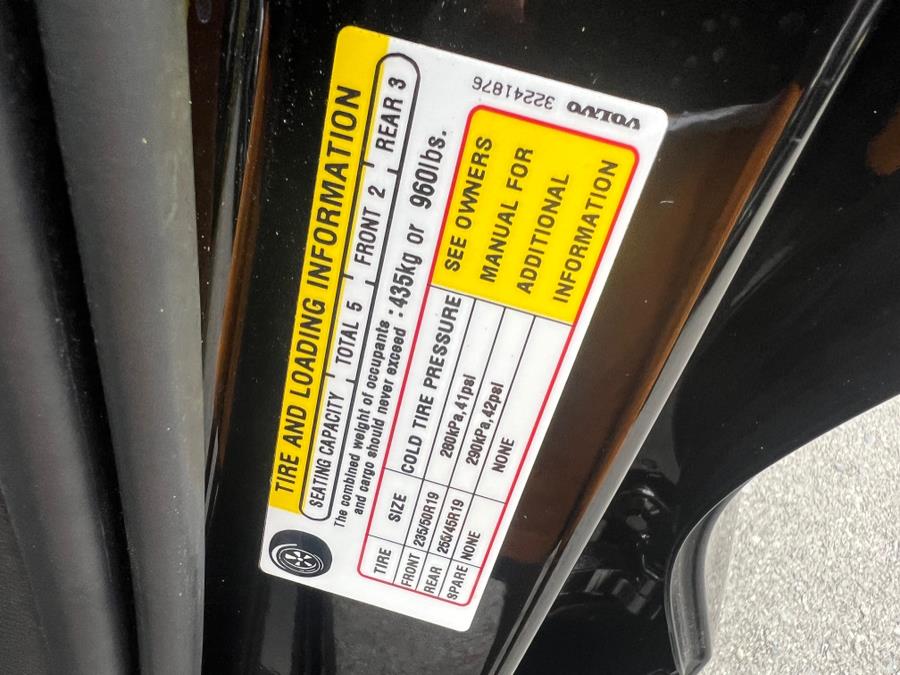 TIRE AND LOADING INFORMATION
SEATING CAPACITY TOTAL 5 FRONT 2 REAR 3
The combined weight of occupants
and cargo should never exceed :435kg or 960lbs.
TIRE SIZE COLD TIRE PRESSURE
FRONT 235/50R19 280kPa,41psi
REAR 255/45R19 290kPa,42psi
SPARE NONE NONE
SEE OWNERS
MANUAL FOR
ADDITIONAL
INFORMATION
VOLVO 32241876